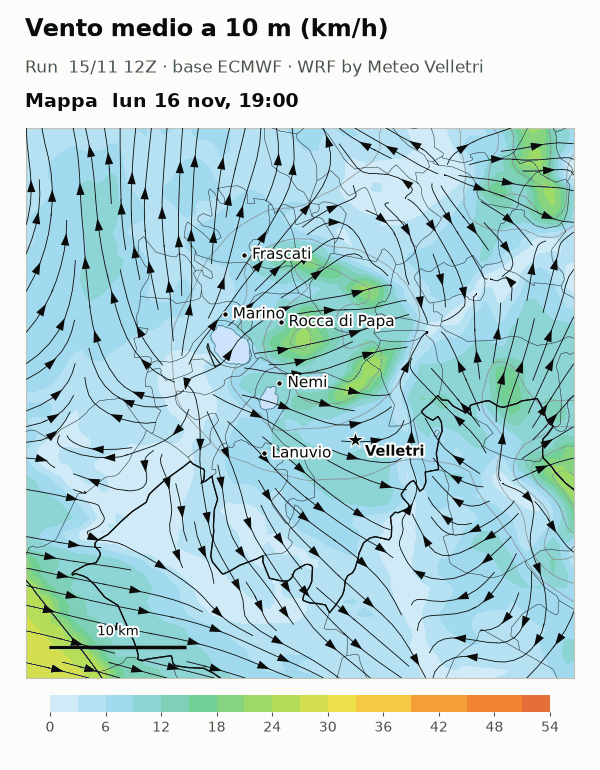 Vento medio a 10 m (km/h)
Run 15/11 12Z · base ECMWF · WRF by Meteo Velletri
Mappa lun 16 nov, 19:00
Frascati
Marino
Rocca di Papa
Nemi
Velletri
Lanuvio
10 km
0 6 12 18 24 30 36 42 48 54